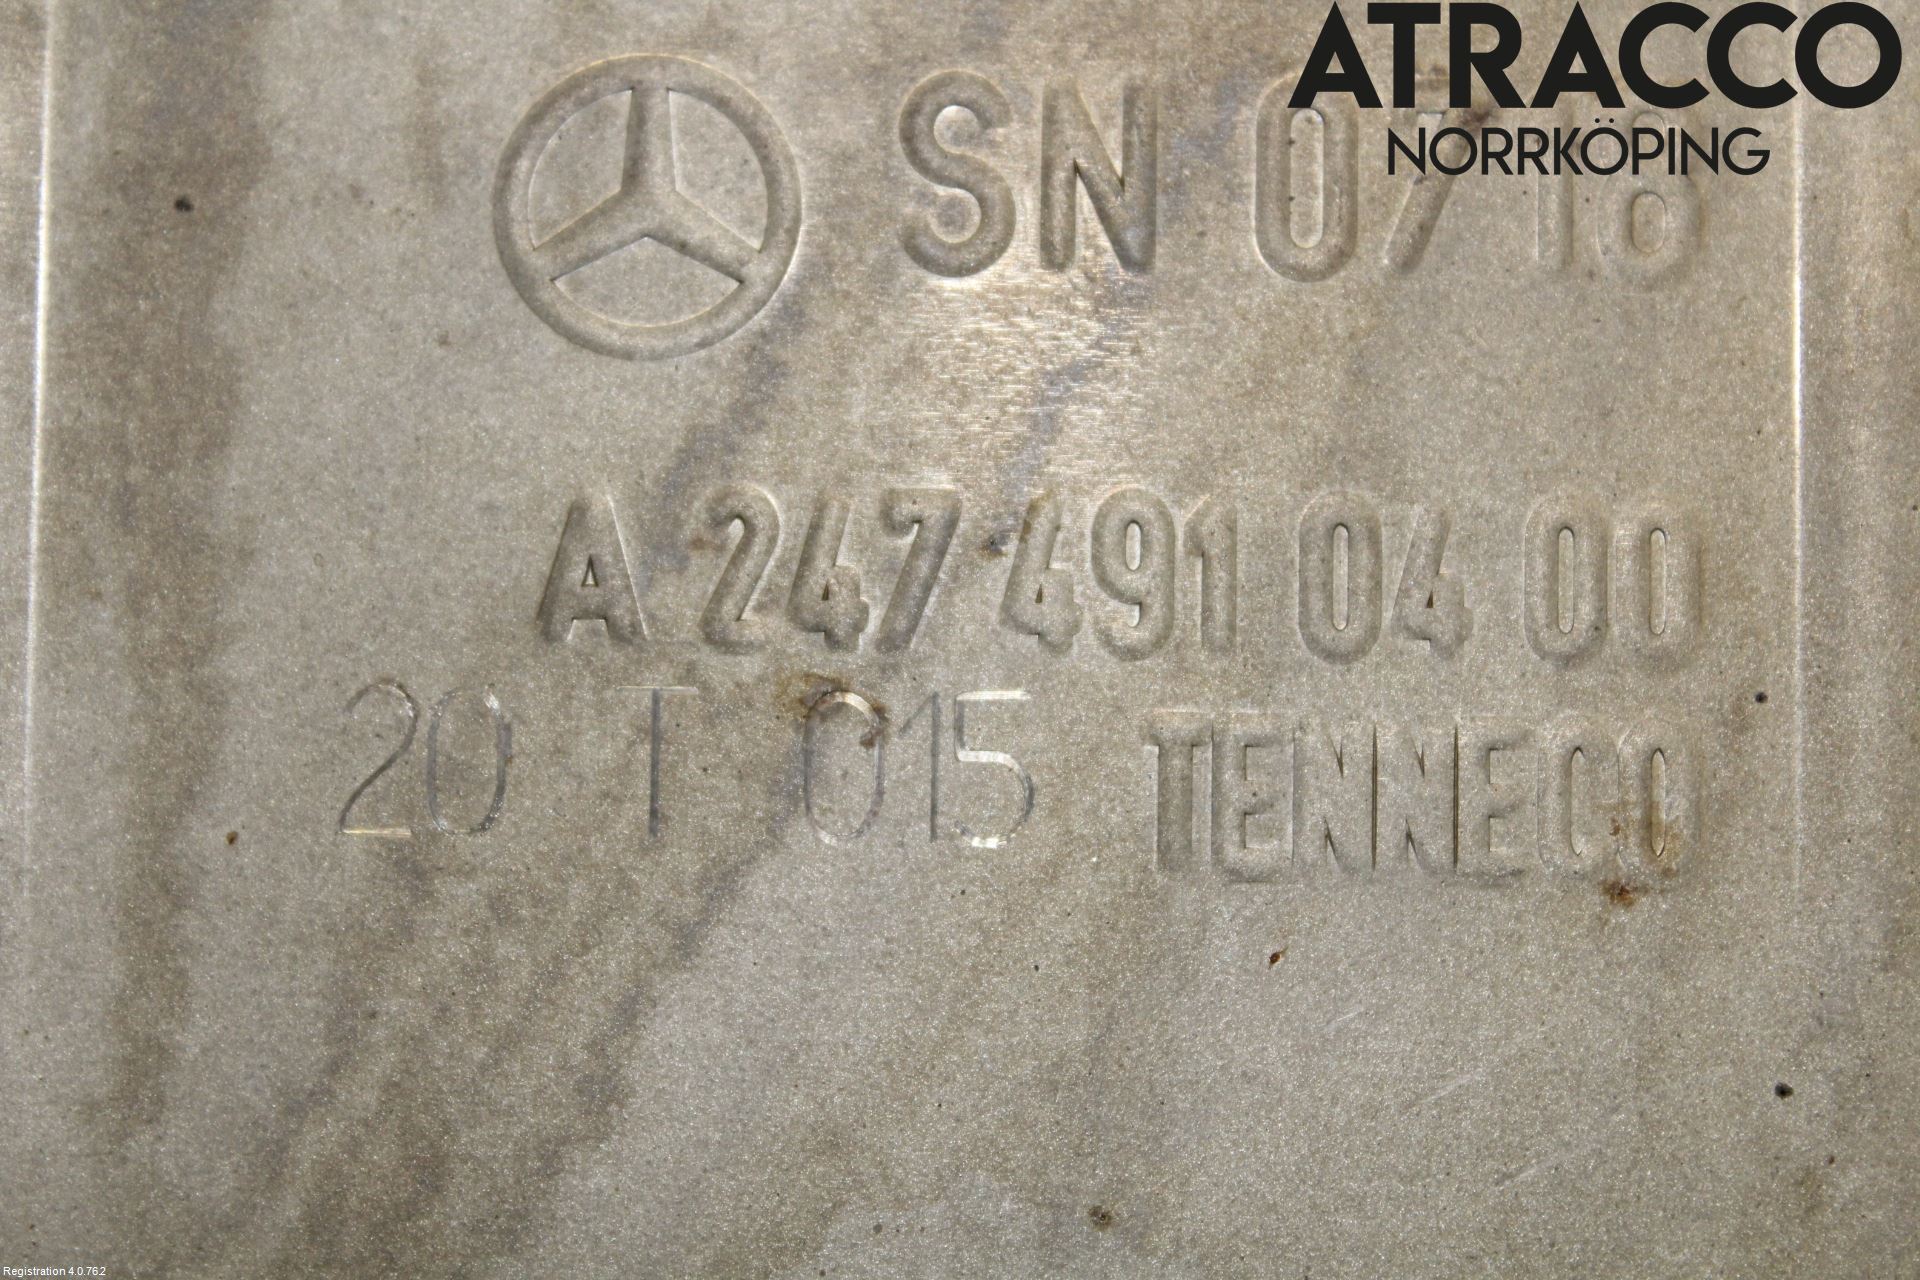 ATRACCO
NORRKÖPING
SN 0718
A 247 491 04 00
20 T 015 TENNECO
Registration 4.0.762